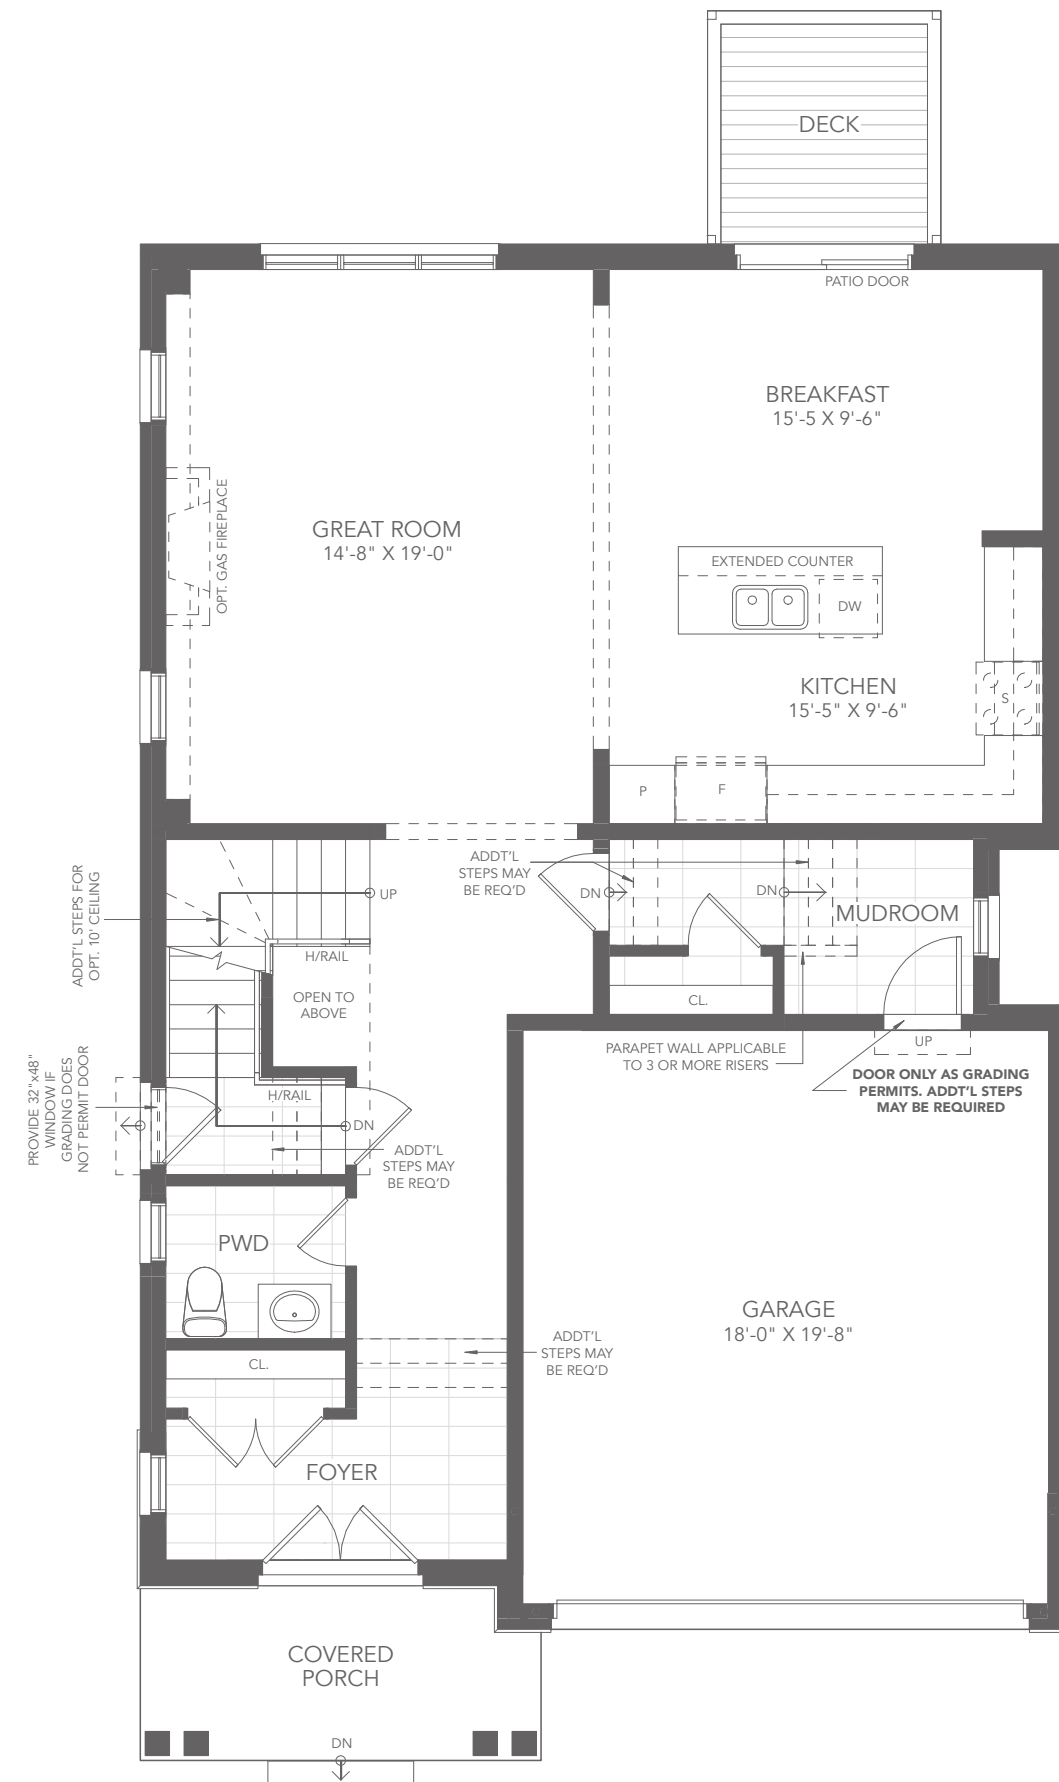 DECK
PATIO DOOR
BREAKFAST
15'-5 X 9'-6"
GREAT ROOM
14'-8" X 19'-0"
OPT. GAS FIREPLACE
EXTENDED COUNTER
DW
KITCHEN
15'-5" X 9'-6"
S
P
F
ADDT'L STEPS FOR
OPT. 10' CEILING
UP
ADDT'L
STEPS MAY
BE REQ'D
DN
DN
MUDROOM
H/RAIL
OPEN TO
ABOVE
CL.
UP
PARAPET WALL APPLICABLE
TO 3 OR MORE RISERS
DOOR ONLY AS GRADING
PERMITS. ADDT'L STEPS
MAY BE REQUIRED
PROVIDE 32"x48"
WINDOW IF
GRADING DOES
NOT PERMIT DOOR
H/RAIL
DN
ADDT'L
STEPS MAY
BE REQ'D
PWD
GARAGE
18'-0" X 19'-8"
ADDT'L
STEPS MAY
BE REQ'D
CL.
FOYER
COVERED
PORCH
DN